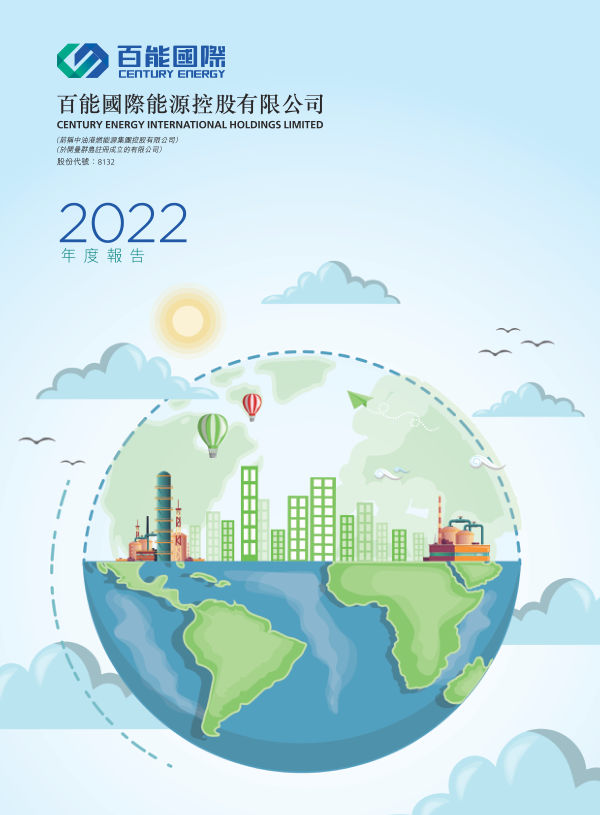 百能國際
CENTURY ENERGY
百能國際能源控股有限公司
CENTURY ENERGY INTERNATIONAL HOLDINGS LIMITED
(前稱中油港燃能源集團控股有限公司)
(於開曼群島註冊成立的有限公司)
股份代號：8132
2022
年度報告